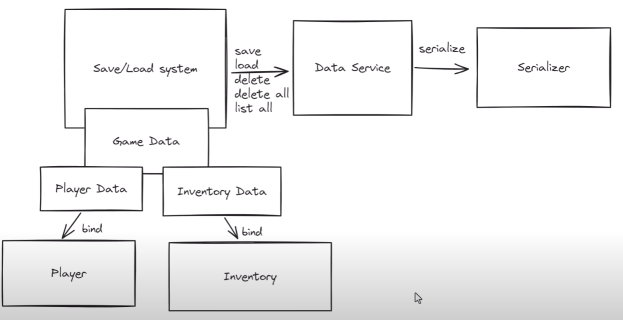 Save/Load system
save
load
delete
delete all
list all
Data Service
serialize
Serializer
Game Data
Player Data
Inventory Data
bind
bind
Player
Inventory